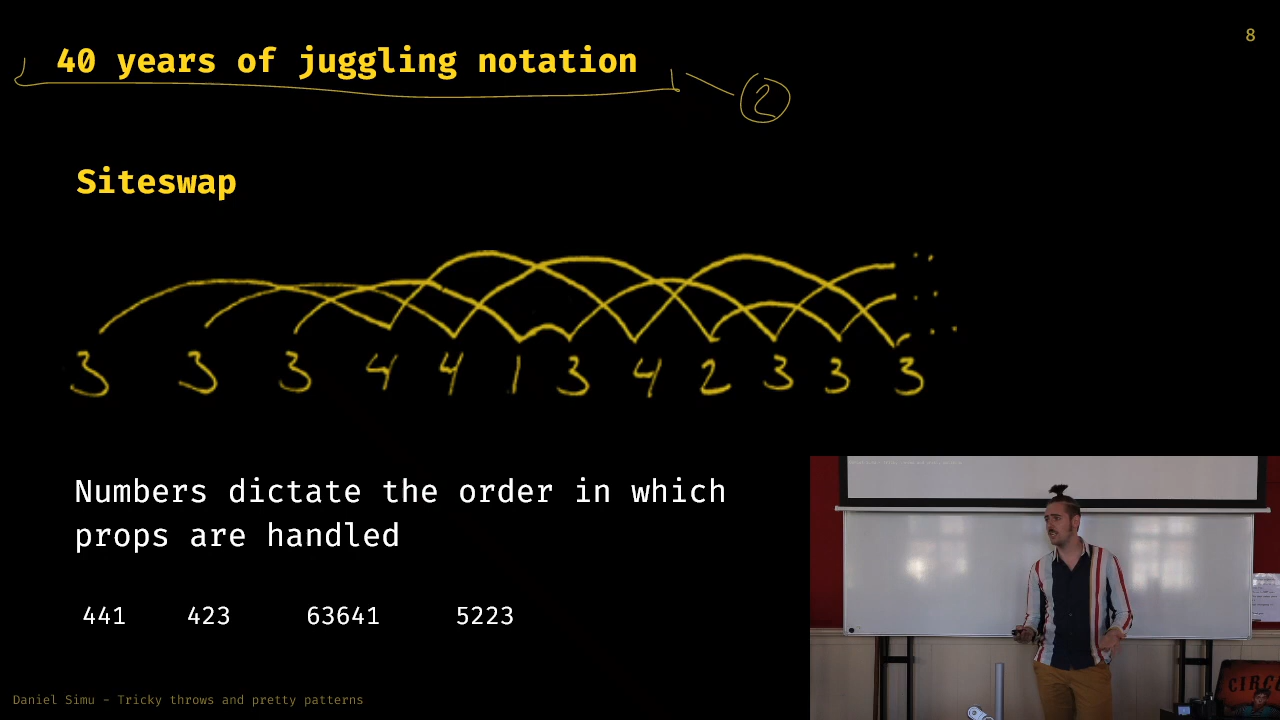 8
40 years of juggling notation
2
Siteswap
3 3 3 4 4 1 3 4 2 3 3 3
Numbers dictate the order in which
props are handled
441 423 63641 5223
CIRC
Daniel Simu – Tricky throws and pretty patterns